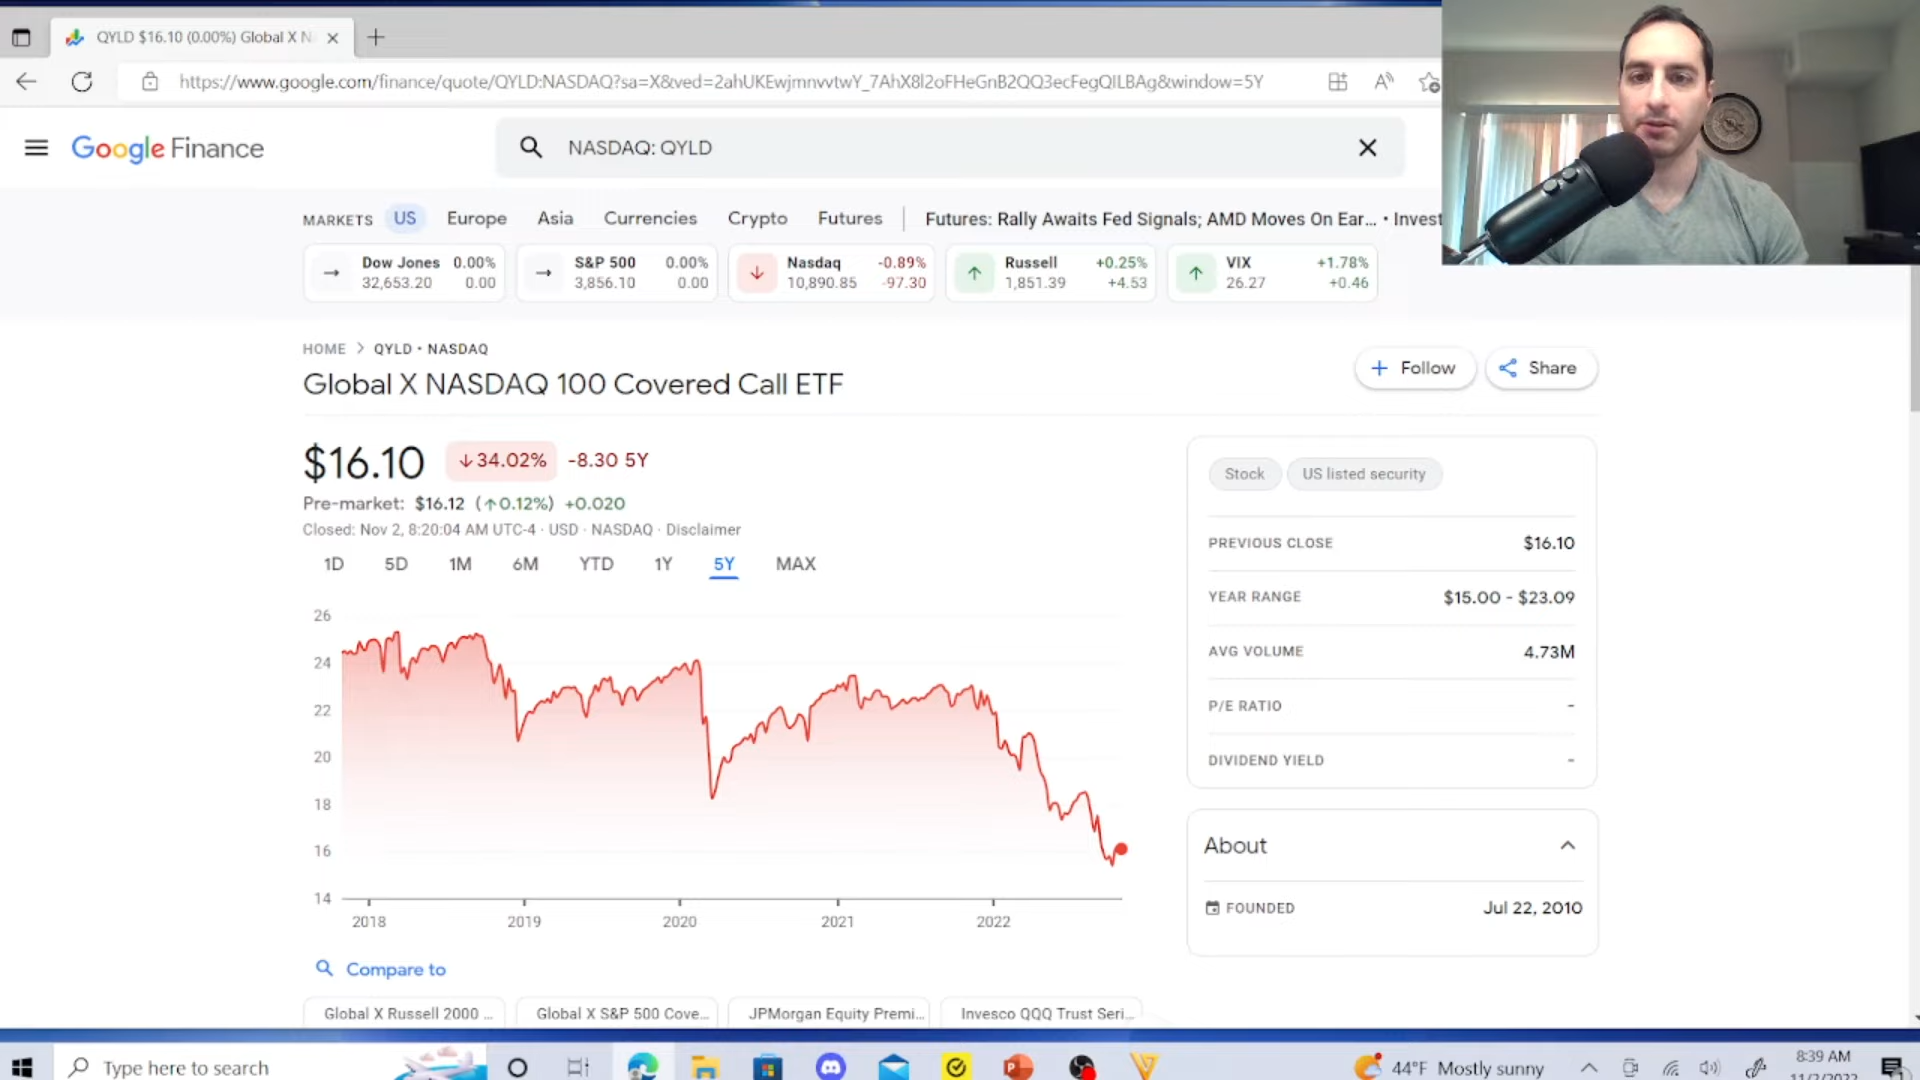 QYLD $16.10 (0.00%) Global X N
https://www.google.com/finance/quote/QYLD:NASDAQ?sa=X&ved=2ahUKEwjmnvvtwY_7AhX8l2oFHeGnB2QQ3ecFegQILBAg&window=5Y
Google Finance
NASDAQ: QYLD
MARKETS US Europe Asia Currencies Crypto Futures Futures: Rally Awaits Fed Signals; AMD Moves On Ear... • Invest
Dow Jones 0.00%
32,653.20 0.00
S&P 500 0.00%
3,856.10 0.00
Nasdaq -0.89%
10,890.85 -97.30
Russell +0.25%
1,851.39 +4.53
VIX +1.78%
26.27 +0.46
HOME > QYLD • NASDAQ
Global X NASDAQ 100 Covered Call ETF
+ Follow
Share
$16.10 ↓34.02% -8.30 5Y
Pre-market: $16.12 (↑0.12%) +0.020
Closed: Nov 2, 8:20:04 AM UTC-4 · USD · NASDAQ · Disclaimer
1D 5D 1M 6M YTD 1Y 5Y MAX
26
24
22
20
18
16
14
2018 2019 2020 2021 2022
Compare to
Global X Russell 2000 ...
Global X S&P 500 Cove...
JPMorgan Equity Premi...
Invesco QQQ Trust Seri...
Stock US listed security
PREVIOUS CLOSE $16.10
YEAR RANGE $15.00 - $23.09
AVG VOLUME 4.73M
P/E RATIO -
DIVIDEND YIELD -
About
FOUNDED Jul 22, 2010
Type here to search
44°F Mostly sunny
8:39 AM
11/2/2022